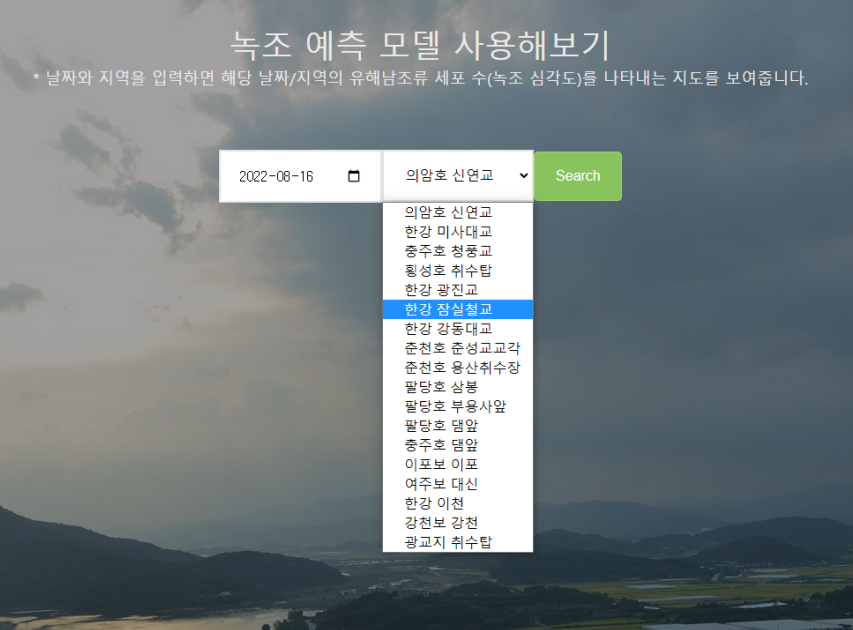 녹조 예측 모델 사용해보기
* 날짜와 지역을 입력하면 해당 날짜/지역의 유해남조류 세포 수(녹조 심각도)를 나타내는 지도를 보여줍니다.
2022-08-16 의암호 신연교 Search
의암호 신연교
한강 미사대교
충주호 청풍교
횡성호 취수탑
한강 광진교
한강 잠실철교
한강 강동대교
춘천호 춘성교교각
춘천호 용산취수장
팔당호 삼봉
팔당호 부용사앞
팔당호 댐앞
충주호 댐앞
이포보 이포
여주보 대신
한강 이천
강천보 강천
광교지 취수탑